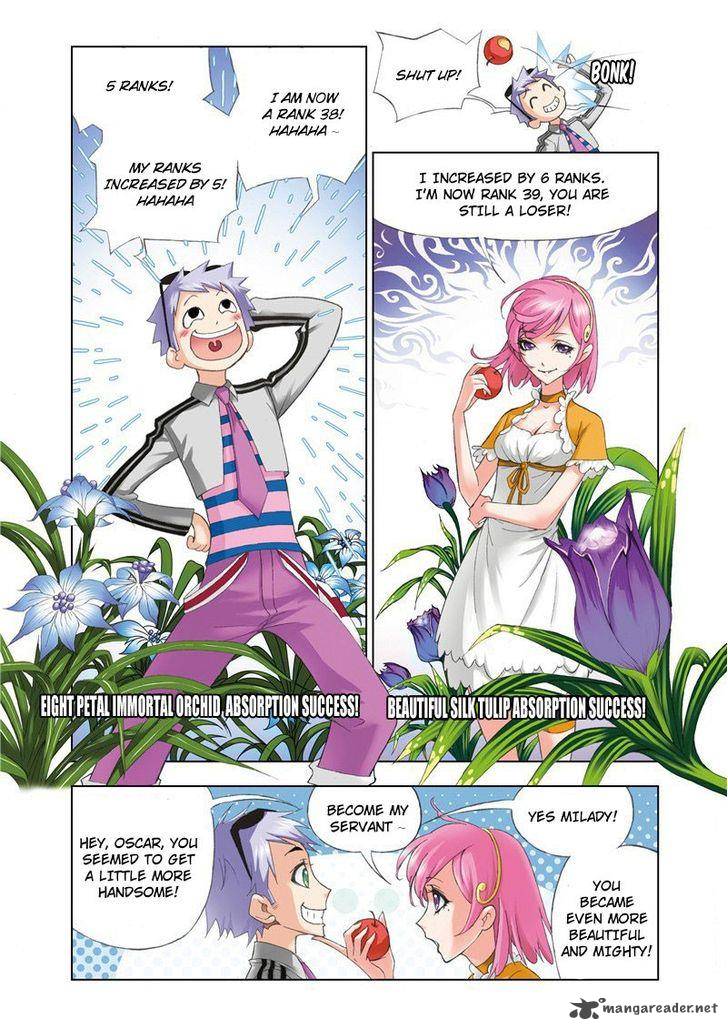 5 RANKS!
I AM NOW
A RANK 38!
HAHAHA ~
MY RANKS
INCREASED BY 5!
HAHAHA
SHUT UP!
BONK!
I INCREASED BY 6 RANKS.
I'M NOW RANK 39, YOU ARE
STILL A LOSER!
EIGHT PETAL IMMORTAL ORCHID, ABSORPTION SUCCESS!
BEAUTIFUL SILK TULIP ABSORPTION SUCCESS!
HEY, OSCAR, YOU
SEEMED TO GET
A LITTLE MORE
HANDSOME!
BECOME MY
SERVANT ~
YES MILADY!
YOU
BECAME
EVEN MORE
BEAUTIFUL
AND MIGHTY!
mangareader.net